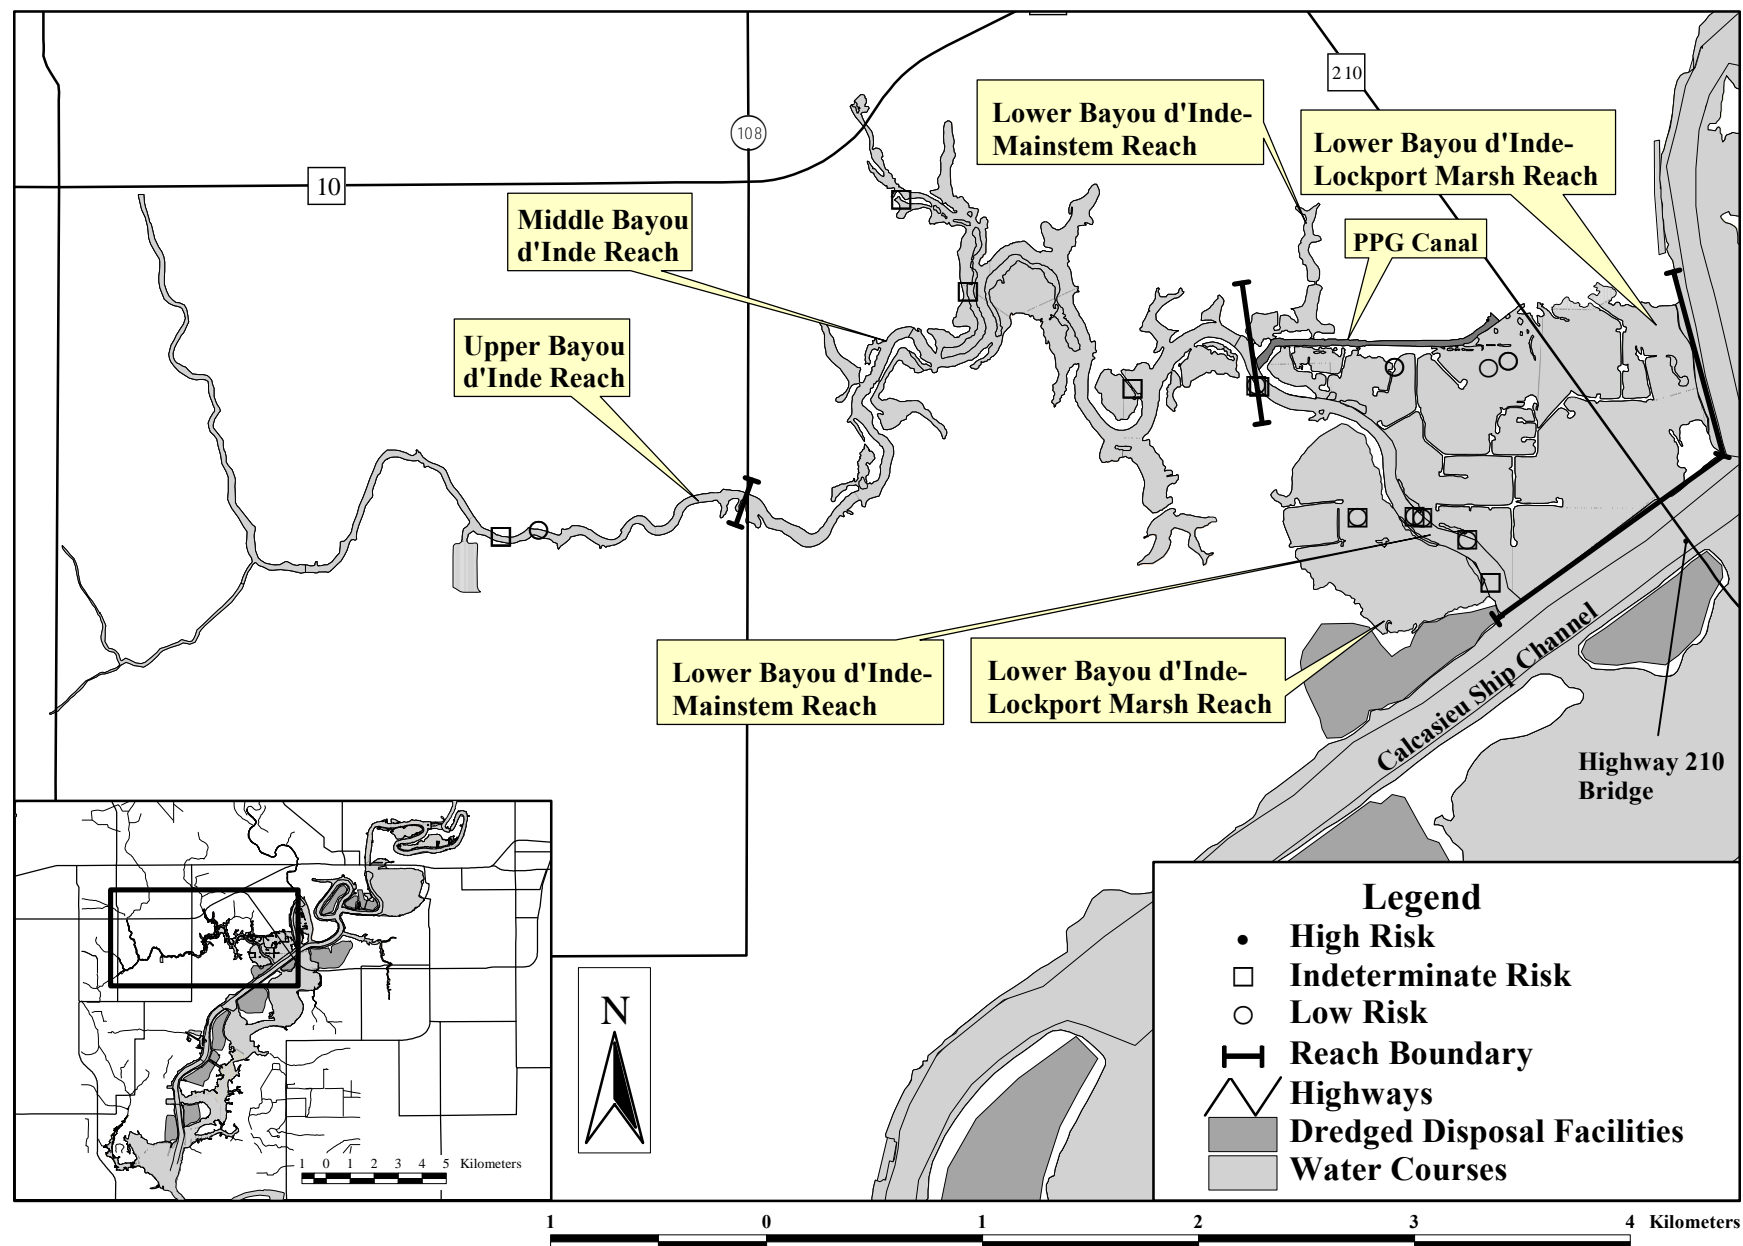 210
Lower Bayou d'Inde-
Mainstem Reach
Lower Bayou d'Inde-
Lockport Marsh Reach
108
10
Middle Bayou
d'Inde Reach
PPG Canal
Upper Bayou
d'Inde Reach
Lower Bayou d'Inde-
Mainstem Reach
Lower Bayou d'Inde-
Lockport Marsh Reach
Calcasieu Ship Channel
Highway 210
Bridge
Legend
High Risk
Indeterminate Risk
Low Risk
Reach Boundary
Highways
Dredged Disposal Facilities
Water Courses
N
1 0 1 2 3 4 5 Kilometers
1 0 1 2 3 4 Kilometers